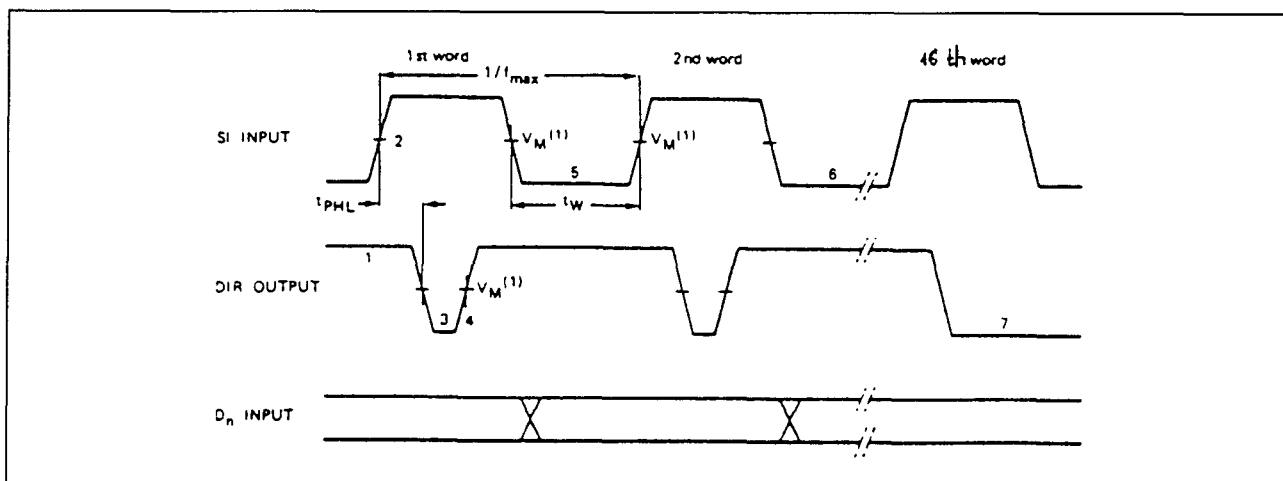 1st word
2nd word
46 th word
1/fmax
SI INPUT
2
VM(1)
VM(1)
5
6
tPHL
tW
1
DIR OUTPUT
VM(1)
3
4
7
Dn INPUT